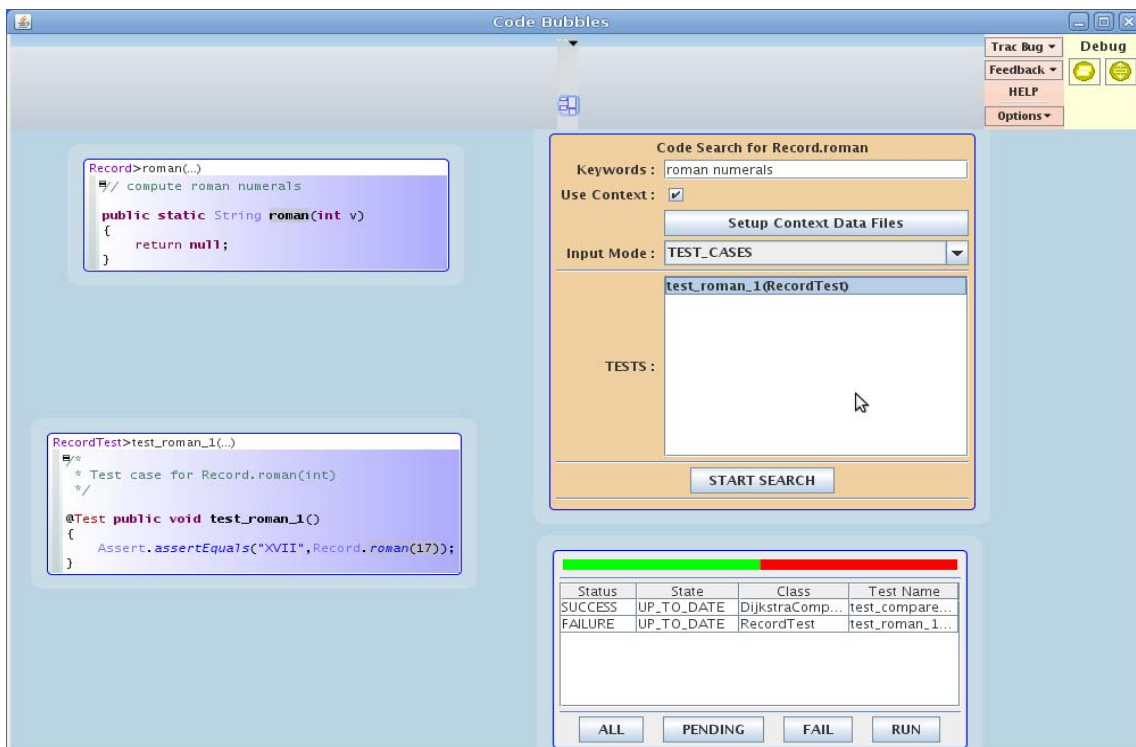 Code Bubbles
Trac Bug
Debug
Feedback
HELP
Options
Record>roman(...)
// compute roman numerals
public static String roman(int v)
{
return null;
}
RecordTest>test_roman_1(...)
/*
* Test case for Record.roman(int)
*/
@Test public void test_roman_1()
{
Assert.assertEquals("XVII",Record.roman(17));
}
Code Search for Record.roman
Keywords : roman numerals
Use Context :
Setup Context Data Files
Input Mode : TEST_CASES
test_roman_1(RecordTest)
TESTS :
START SEARCH
Status State Class Test Name
SUCCESS UP_TO_DATE DijkstraComp... test_compare...
FAILURE UP_TO_DATE RecordTest test_roman_1...
ALL PENDING FAIL RUN